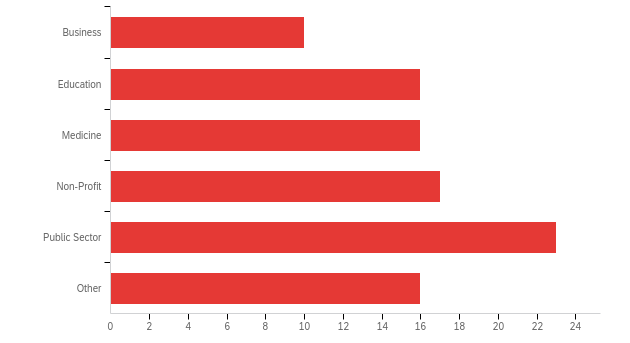 Business
Education
Medicine
Non-Profit
Public Sector
Other
0 2 4 6 8 10 12 14 16 18 20 22 24